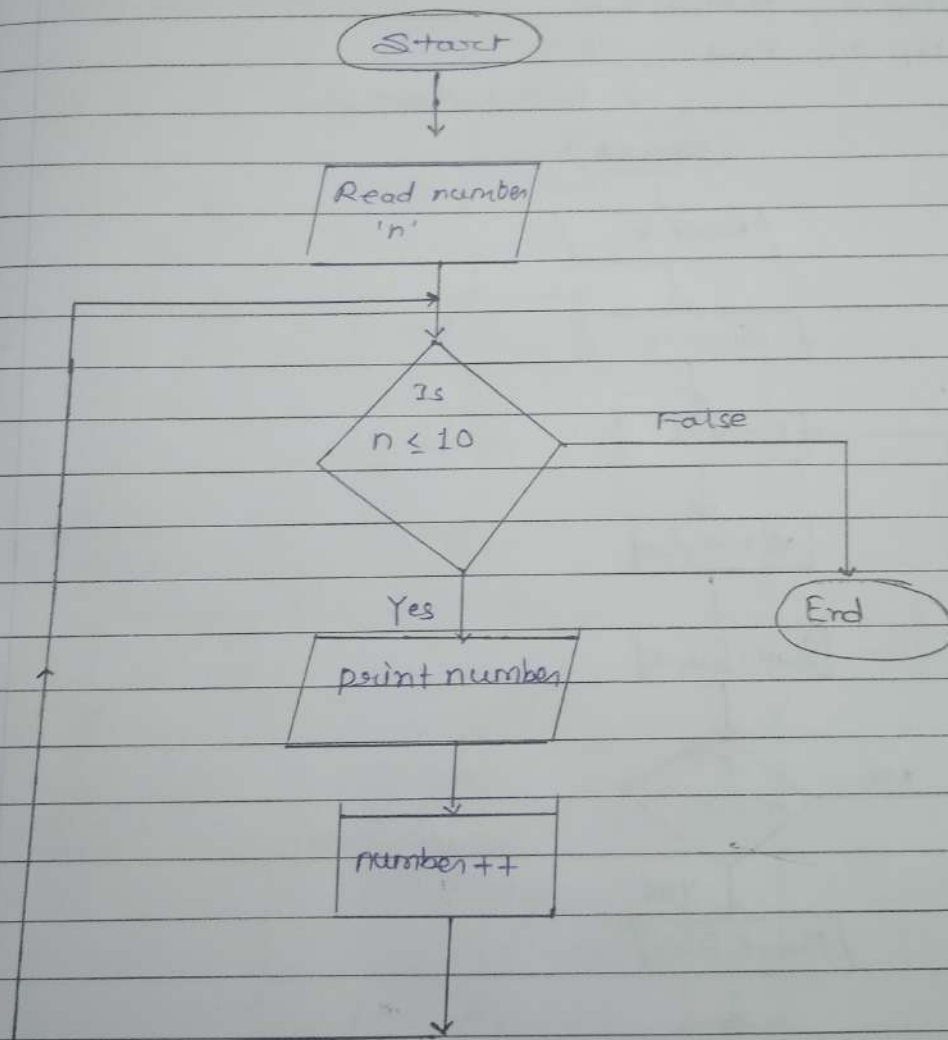 Start
Read number
'n'
Is
n ≤ 10
False
Yes
End
print number
number++